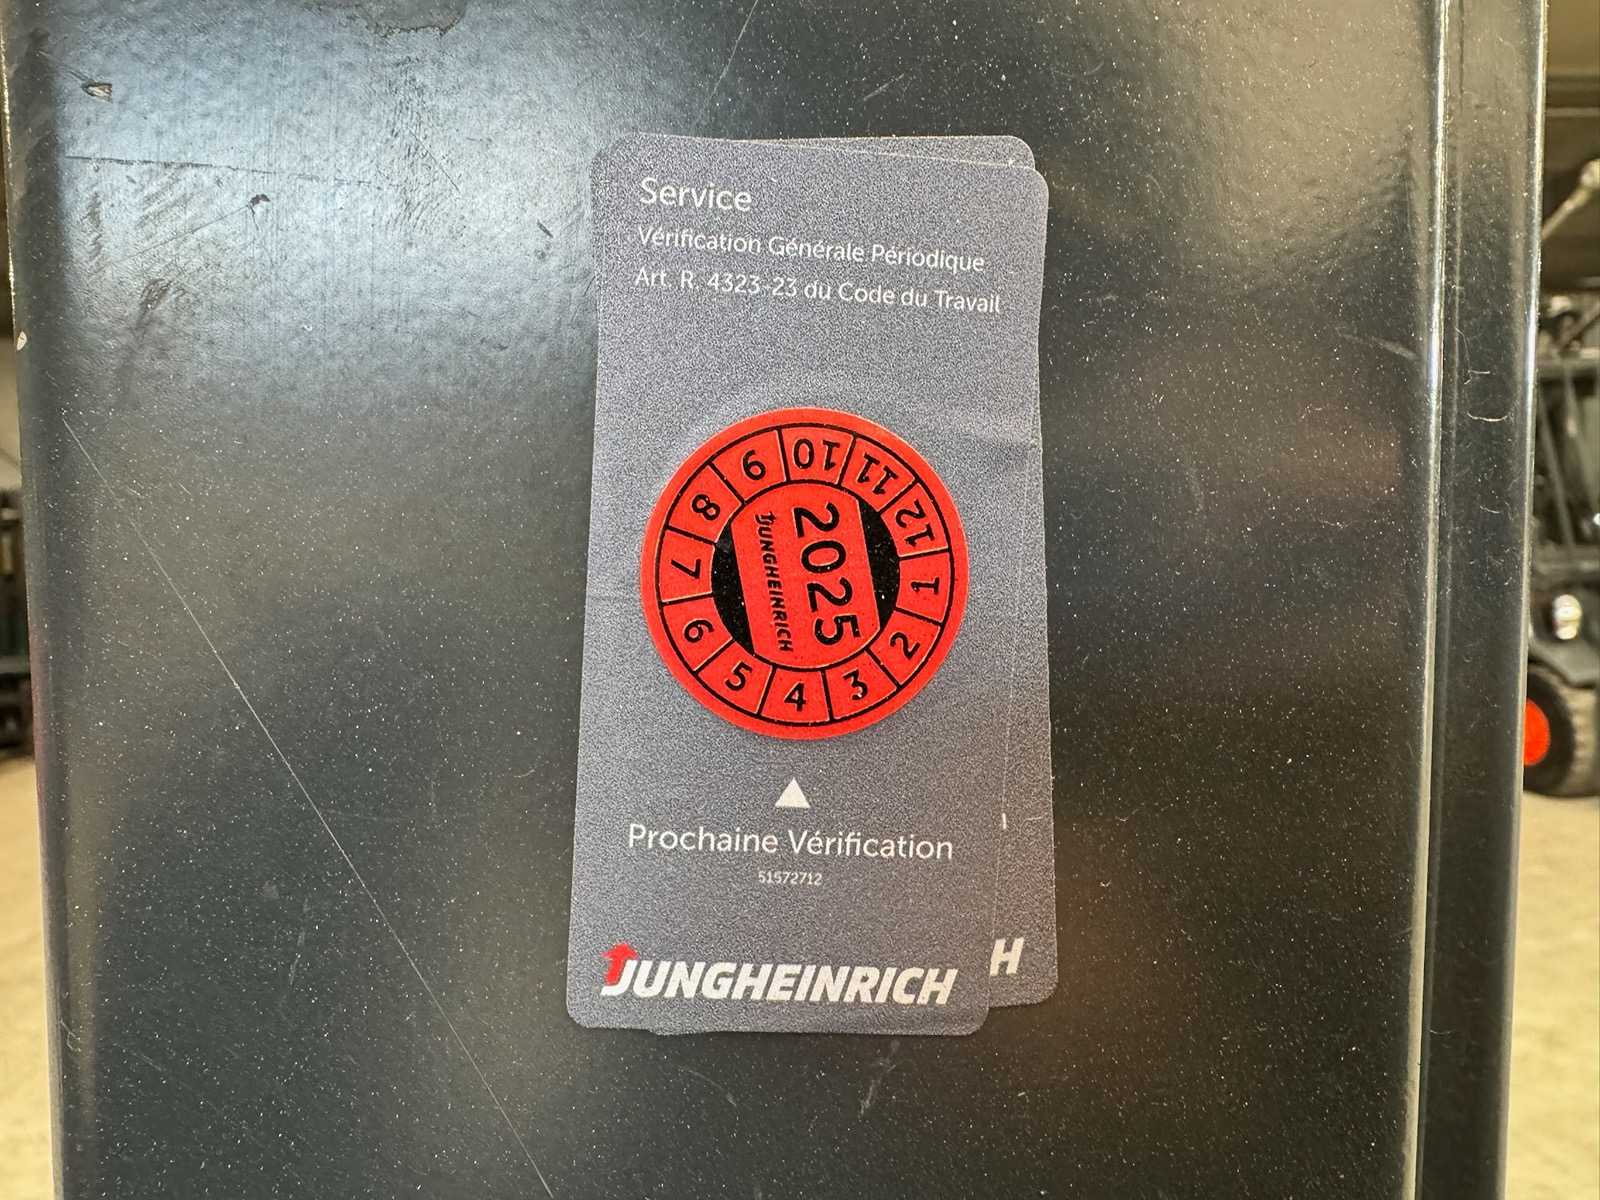 Service
Vérification Générale Périodique
Art. R. 4323-23 du Code du Travail
1 2 3 4 5 6 7 8 9 10 11 12
2025
JUNGHEINRICH
Prochaine Vérification
51572712
JUNGHEINRICH
H